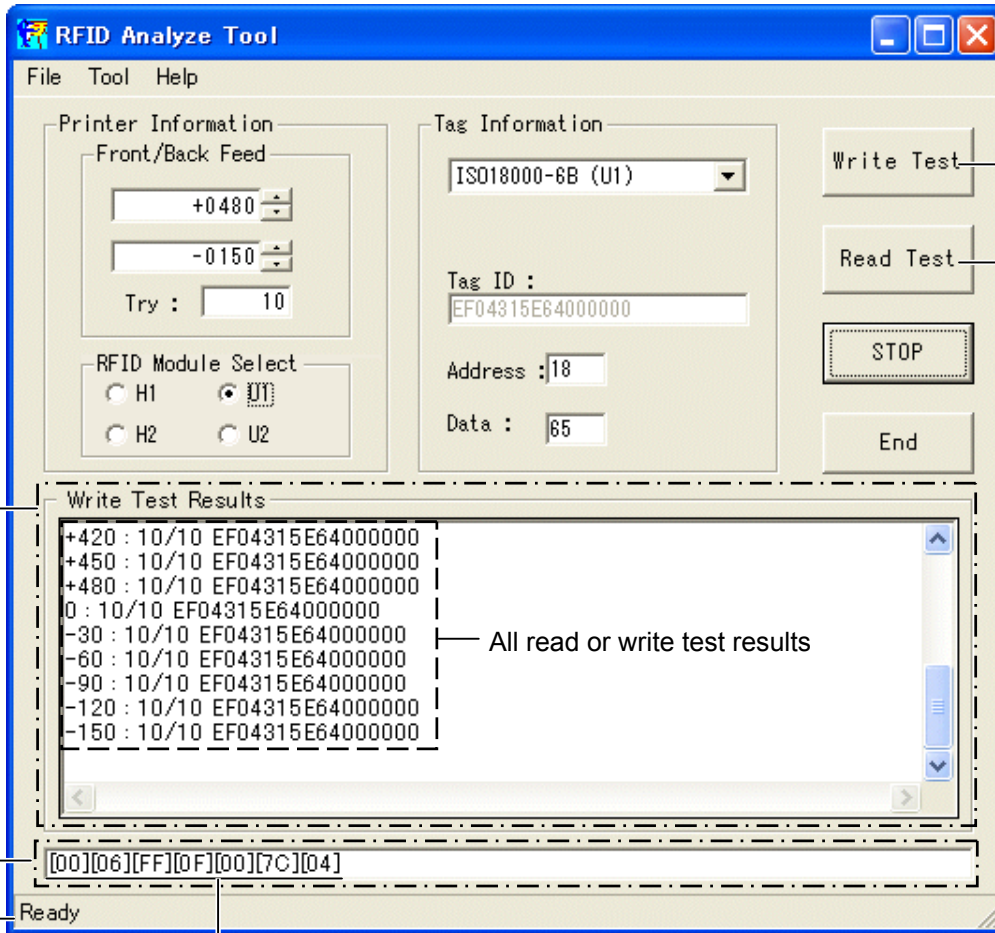 RFID Analyze Tool
File Tool Help
Printer Information
Front/Back Feed
+0480
-0150
Try : 10
RFID Module Select
H1 U1
H2 U2
Tag Information
ISO18000-6B (U1)
Tag ID :
EF04315E64000000
Address : 18
Data : 65
Write Test
Read Test
STOP
End
Write Test Results
+420 : 10/10 EF04315E64000000
+450 : 10/10 EF04315E64000000
+480 : 10/10 EF04315E64000000
0 : 10/10 EF04315E64000000
-30 : 10/10 EF04315E64000000
-60 : 10/10 EF04315E64000000
-90 : 10/10 EF04315E64000000
-120 : 10/10 EF04315E64000000
-150 : 10/10 EF04315E64000000
All read or write test results
[00][06][FF][0F][00][7C][04]
Ready